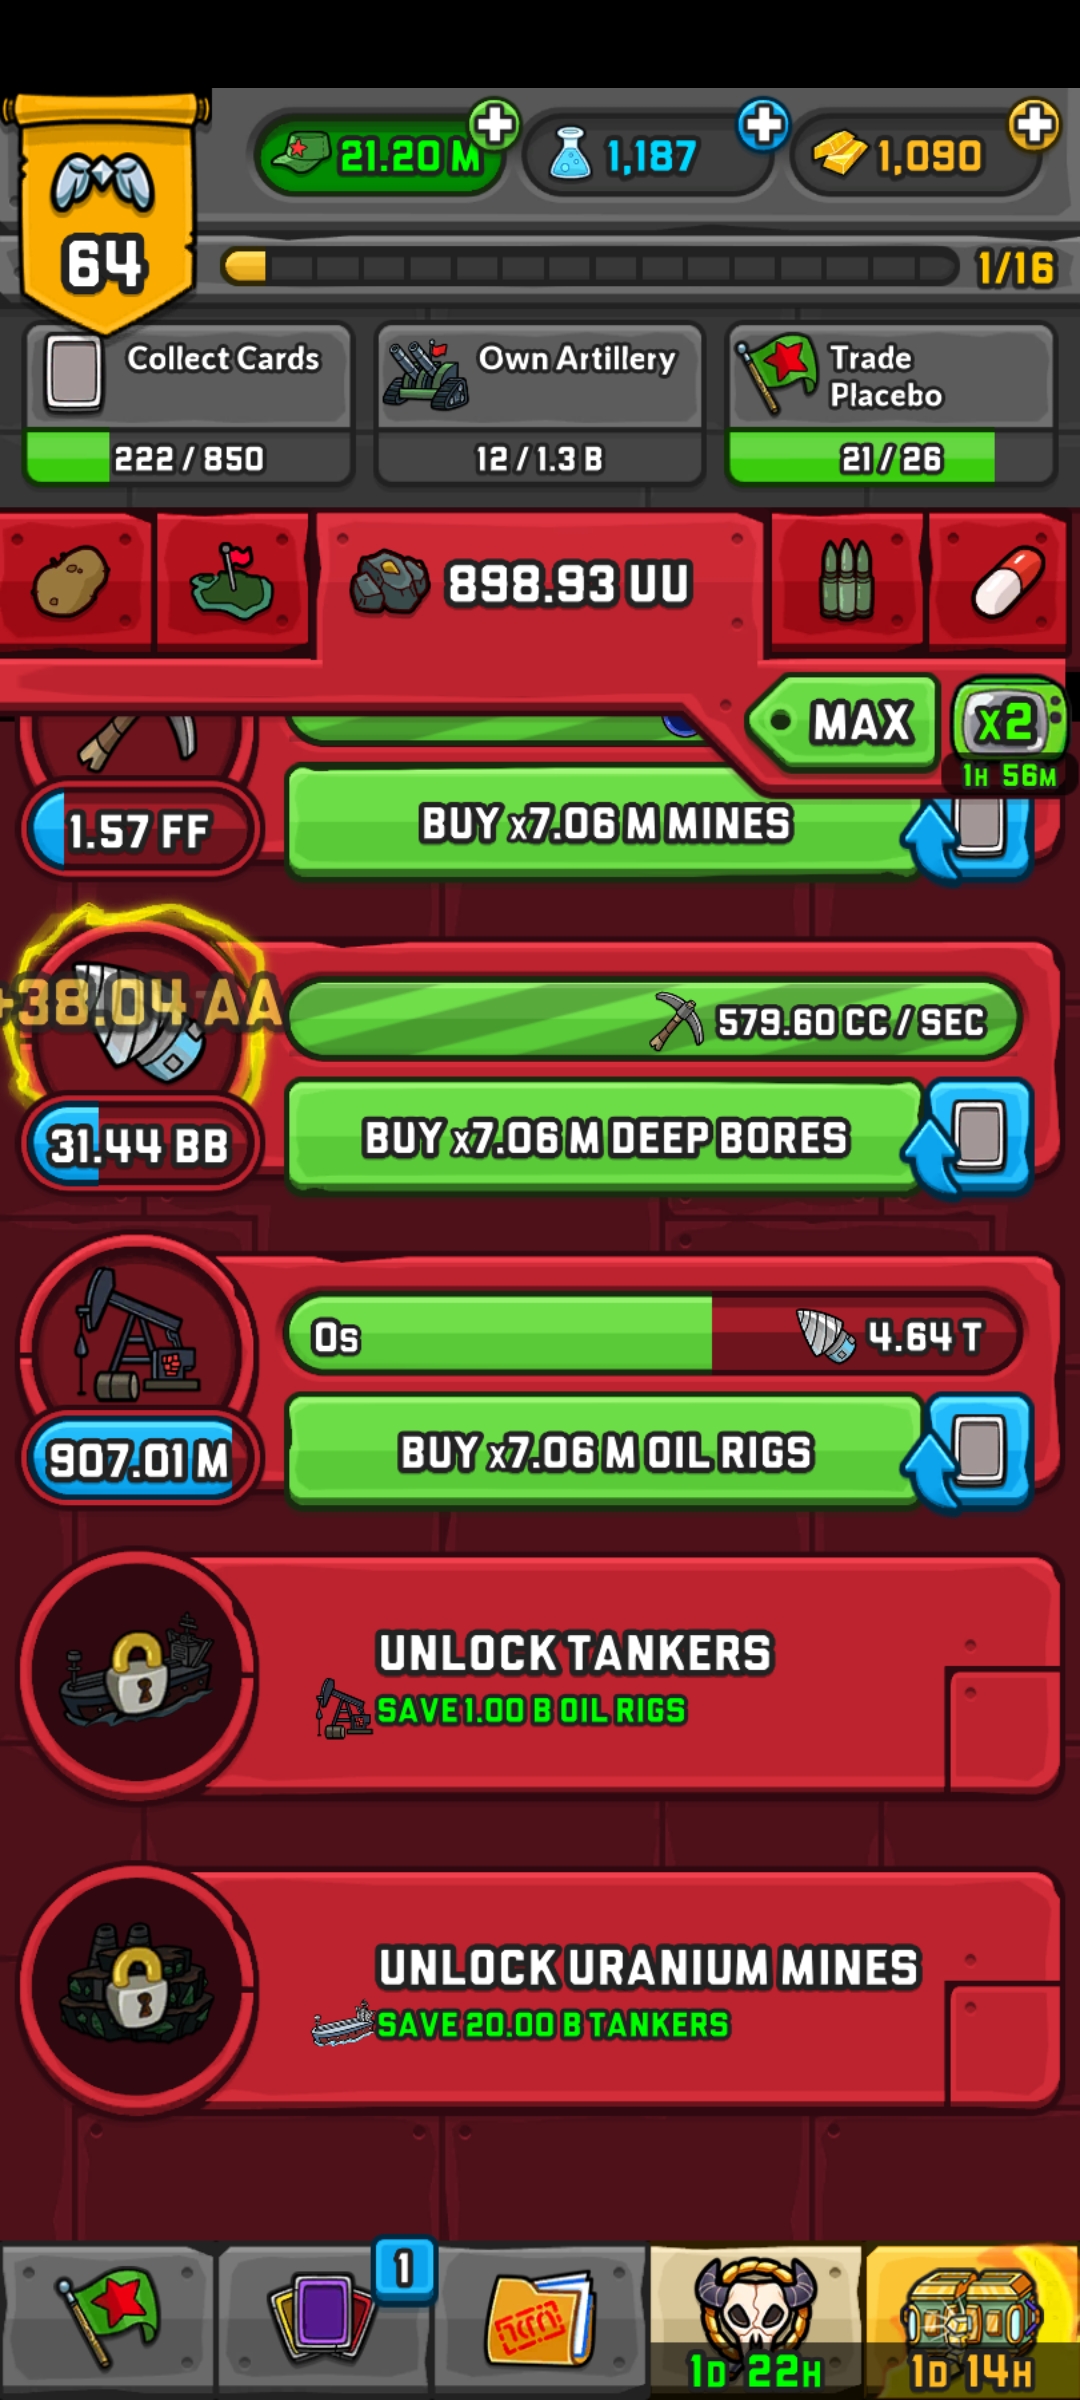 64
21.20 M
1,187
1,090
1/16
Collect Cards
222 / 850
Own Artillery
12 / 1.3 B
Trade
Placebo
21 / 26
898.93 UU
MAX
x2
1H 56M
1.57 FF
BUY x7.06 M MINES
+38.04 AA
579.60 CC / SEC
31.44 BB
BUY x7.06 M DEEP BORES
0s
4.64 T
907.01 M
BUY x7.06 M OIL RIGS
UNLOCK TANKERS
SAVE 1.00 B OIL RIGS
UNLOCK URANIUM MINES
SAVE 20.00 B TANKERS
1
1D 22H
1D 14H